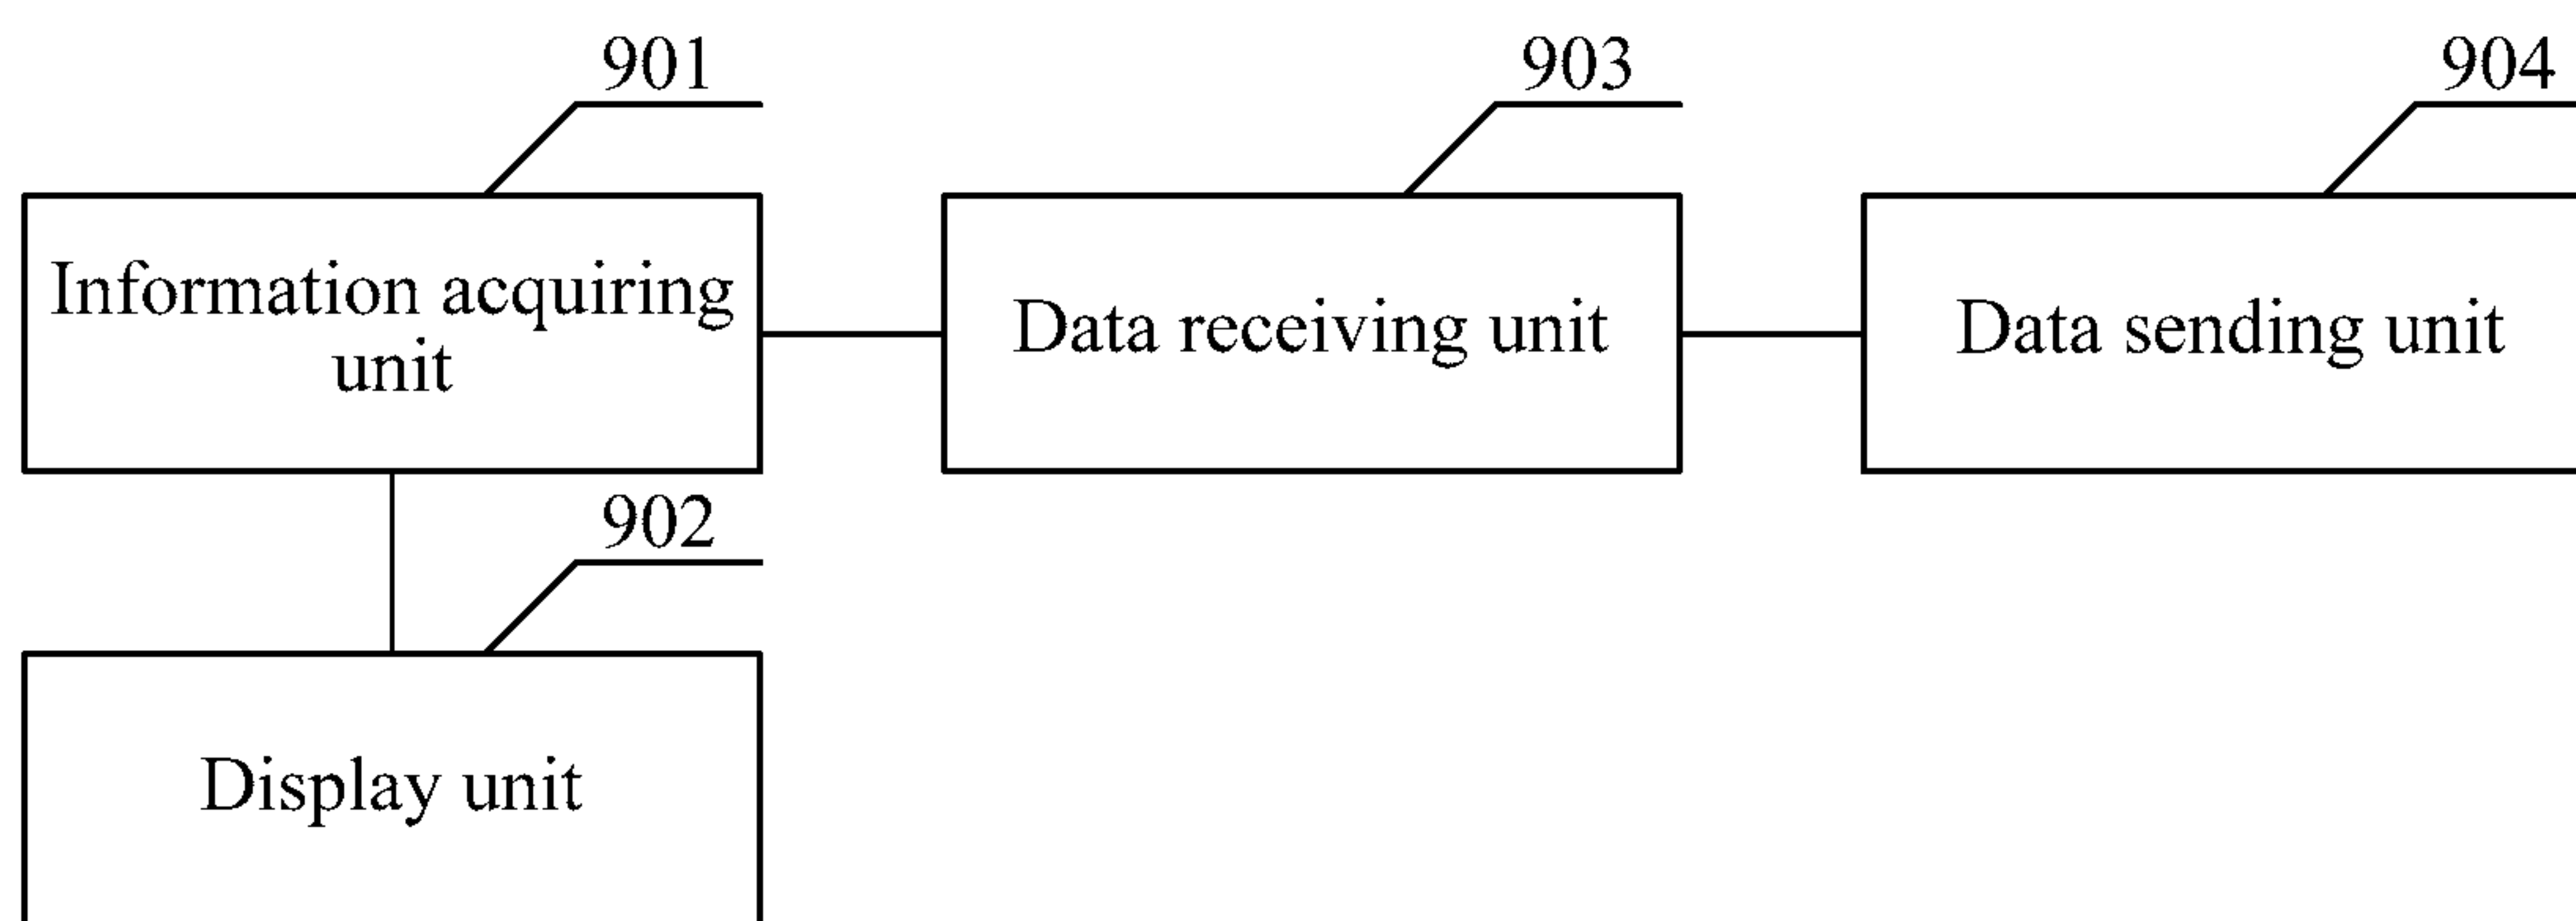 901
903
904
Information acquiring
unit
Data receiving unit
Data sending unit
902
Display unit